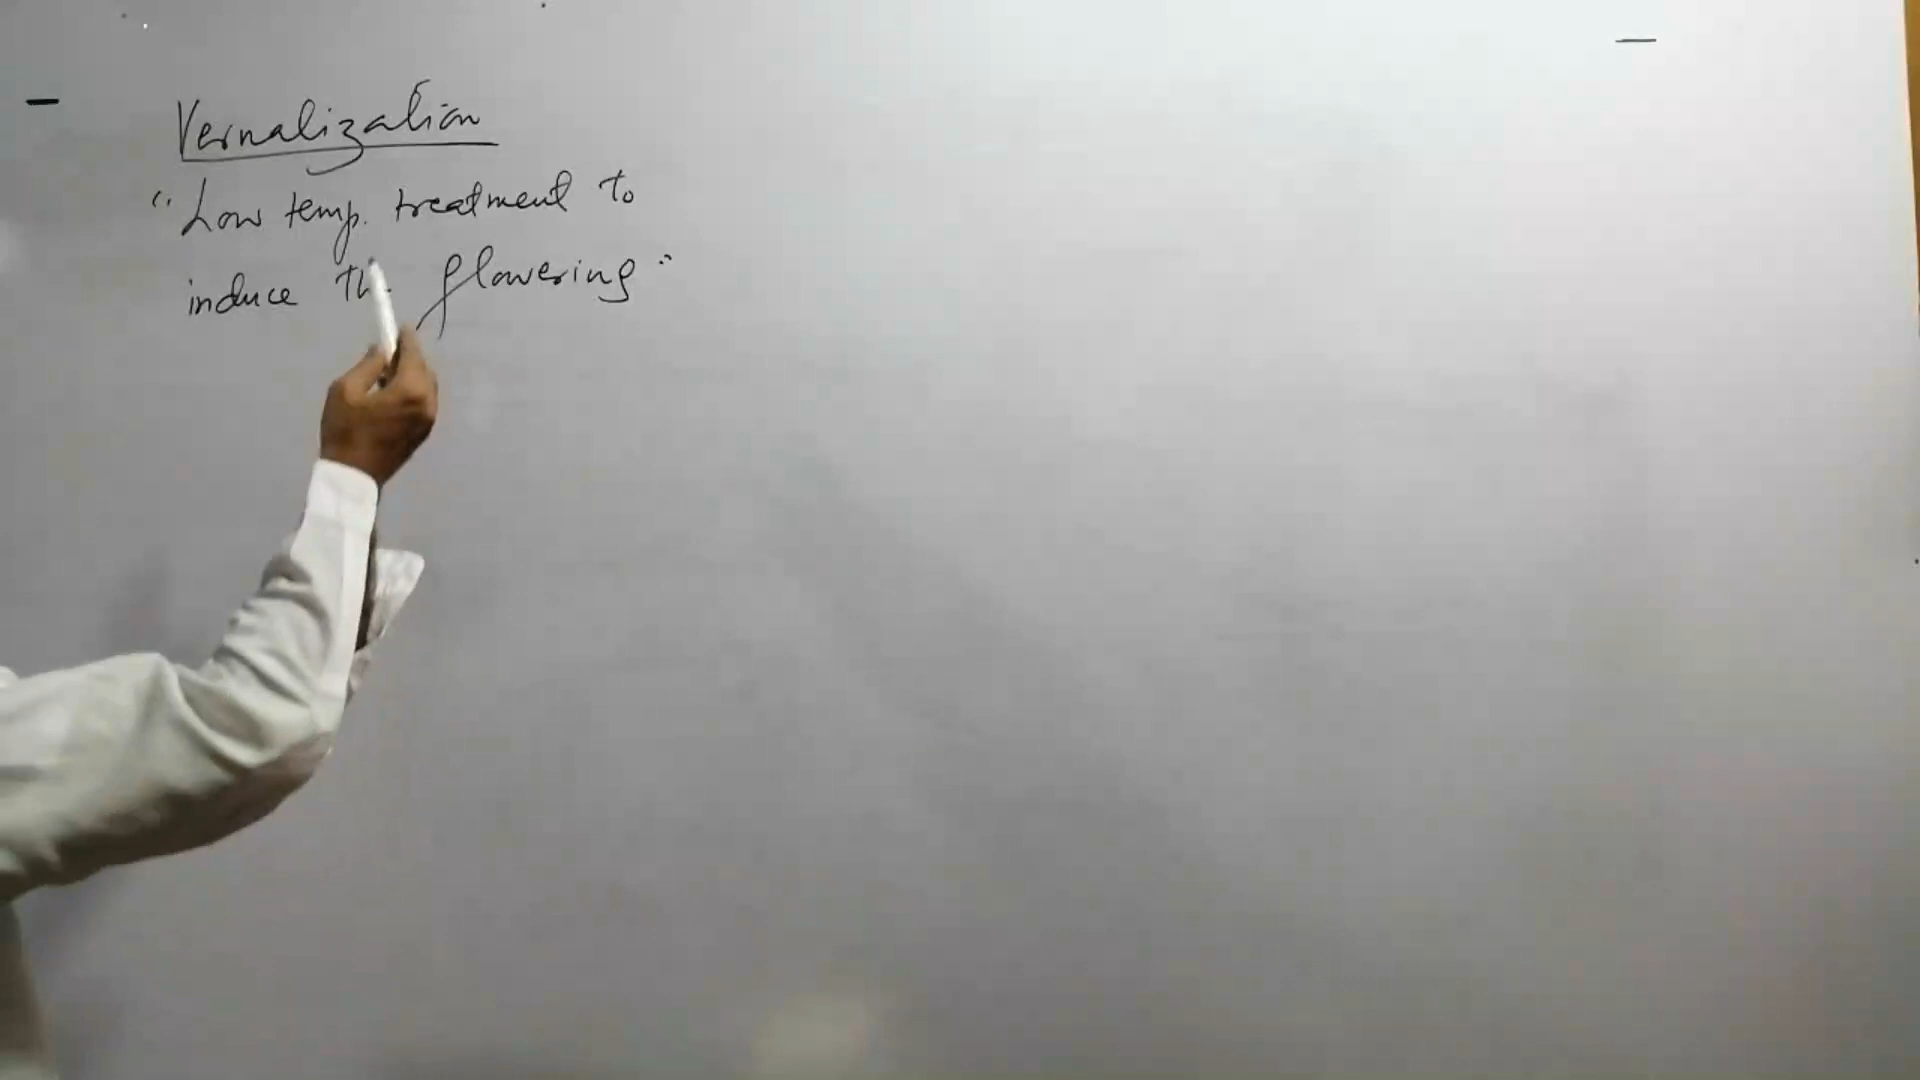 Vernalization
"Low temp. treatment to
induce the flowering"